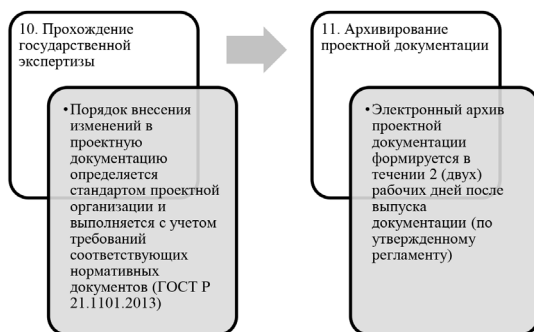 10. Прохождение
государственной
экспертизы
•Порядок внесения
изменений в
проектную
документацию
определяется
стандартом проектной
организации и
выполняется с учетом
требований
соответствующих
нормативных
документов (ГОСТ Р
21.1101.2013)
11. Архивирование
проектной документации
•Электронный архив
проектной
документации
формируется в
течении 2 (двух)
рабочих дней после
выпуска
документации (по
утвержденному
регламенту)